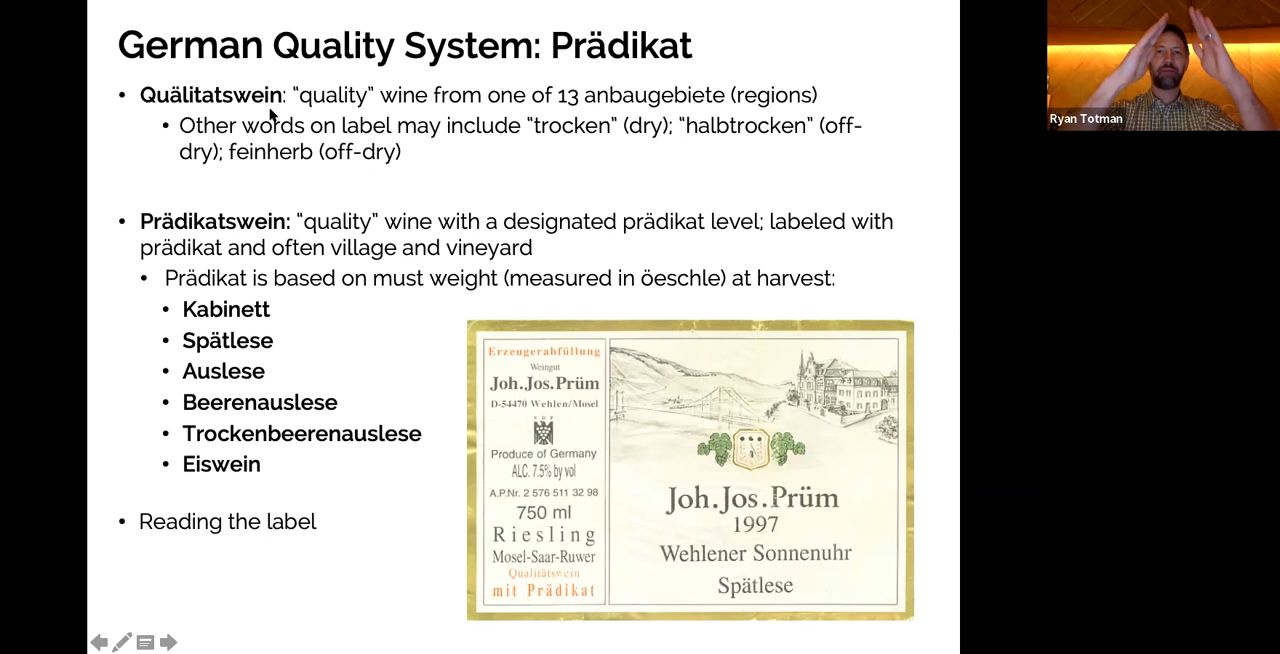 German Quality System: Prädikat
• Quälitatswein: “quality” wine from one of 13 anbaugebiete (regions)
• Other words on label may include “trocken” (dry); “halbtrocken” (off-
dry); feinherb (off-dry)
• Prädikatswein: “quality” wine with a designated prädikat level; labeled with
prädikat and often village and vineyard
• Prädikat is based on must weight (measured in öeschle) at harvest:
• Kabinett
• Spätlese
• Auslese
• Beerenauslese
• Trockenbeerenauslese
• Eiswein
• Reading the label
Erzeugerabfüllung
Weingut
Joh.Jos.Prüm
D-54470 Wehlen/Mosel
V D P
Produce of Germany
ALC. 7.5% by vol
A.P.Nr. 2 576 511 32 98
750 ml
Riesling
Mosel-Saar-Ruwer
Qualitätswein
mit Prädikat
Joh.Jos.Prüm
1997
Wehlener Sonnenuhr
Spätlese
Ryan Totman